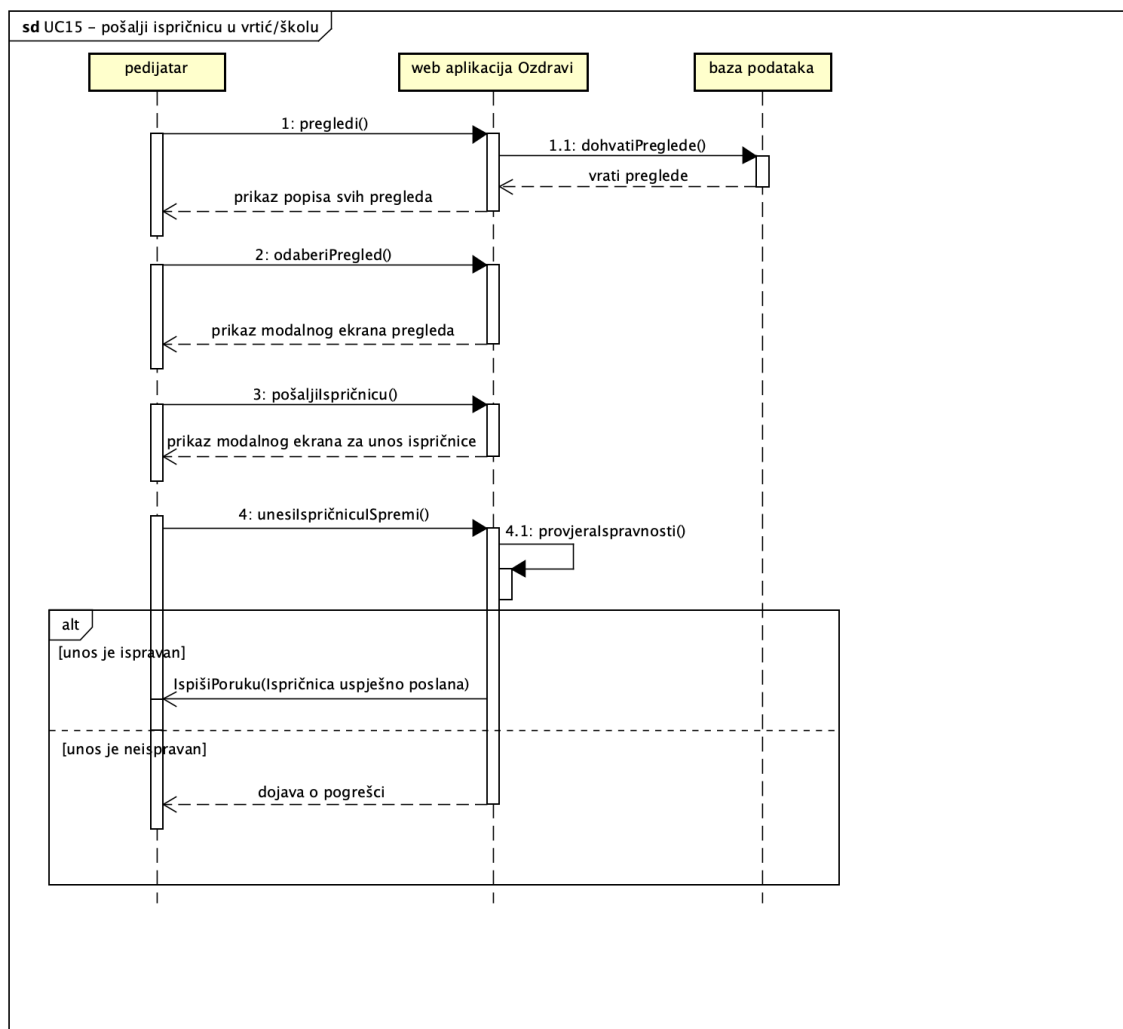 sd UC15 – pošalji ispričnicu u vrtić/školu
pedijatar
web aplikacija Ozdravi
baza podataka
1: pregledi()
1.1: dohvatiPreglede()
vrati preglede
prikaz popisa svih pregleda
2: odaberiPregled()
prikaz modalnog ekrana pregleda
3: pošaljiIspričnicu()
prikaz modalnog ekrana za unos ispričnice
4: unesiIspričnicuISpremi()
4.1: provjeraIspravnosti()
alt
[unos je ispravan]
IspišiPoruku(Ispričnica uspješno poslana)
[unos je neispravan]
dojava o pogrešci